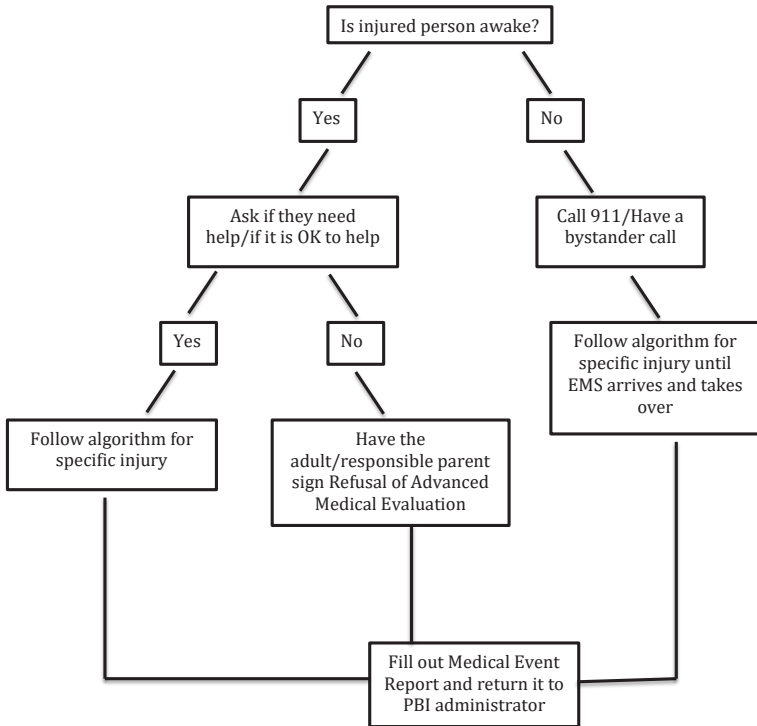 Is injured person awake?
Yes
No
Ask if they need
help/if it is OK to help
Call 911/Have a
bystander call
Yes
No
Follow algorithm for
specific injury until
EMS arrives and takes
over
Follow algorithm for
specific injury
Have the
adult/responsible parent
sign Refusal of Advanced
Medical Evaluation
Fill out Medical Event
Report and return it to
PBI administrator